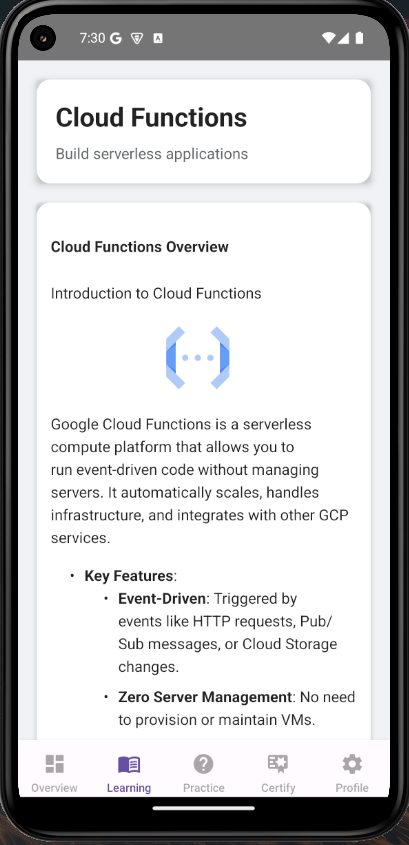 7:30
Cloud Functions
Build serverless applications
Cloud Functions Overview
Introduction to Cloud Functions
Google Cloud Functions is a serverless
compute platform that allows you to
run event-driven code without managing
servers. It automatically scales, handles
infrastructure, and integrates with other GCP
services.
• Key Features:
• Event-Driven: Triggered by
events like HTTP requests, Pub/
Sub messages, or Cloud Storage
changes.
• Zero Server Management: No need
to provision or maintain VMs.
Overview Learning Practice Certify Profile